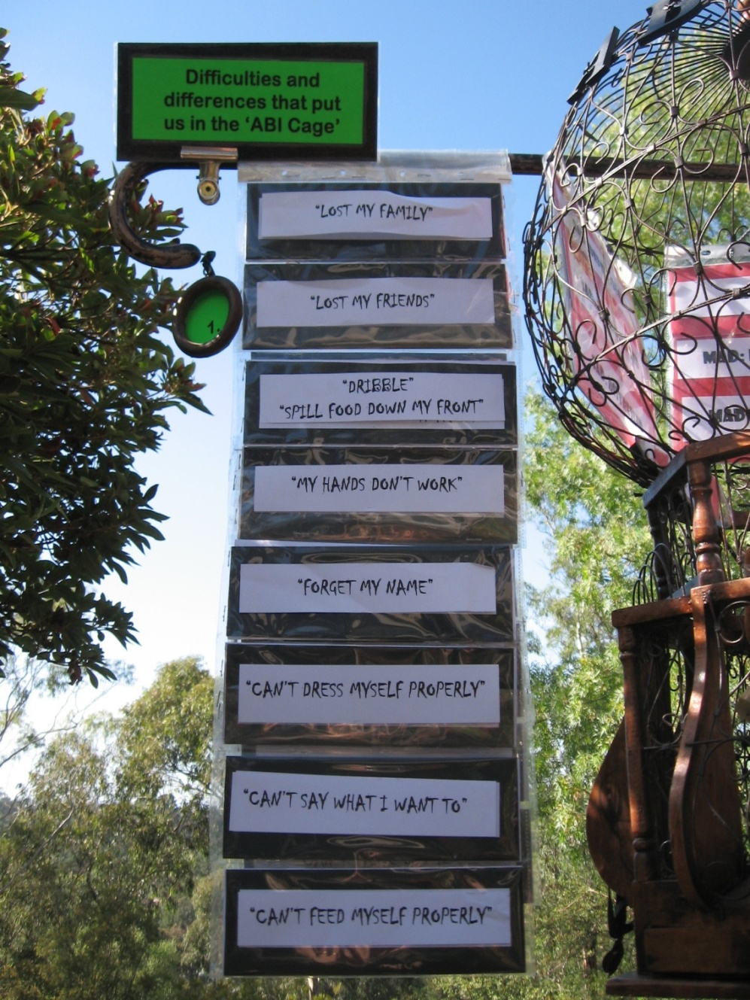 Difficulties and
differences that put
us in the ‘ABI Cage’
1.
“LOST MY FAMILY”
“LOST MY FRIENDS”
“DRIBBLE”
“SPILL FOOD DOWN MY FRONT”
“MY HANDS DON’T WORK”
“FORGET MY NAME”
“CAN’T DRESS MYSELF PROPERLY”
“CAN’T SAY WHAT I WANT TO”
“CAN’T FEED MYSELF PROPERLY”
MAD:
MAD